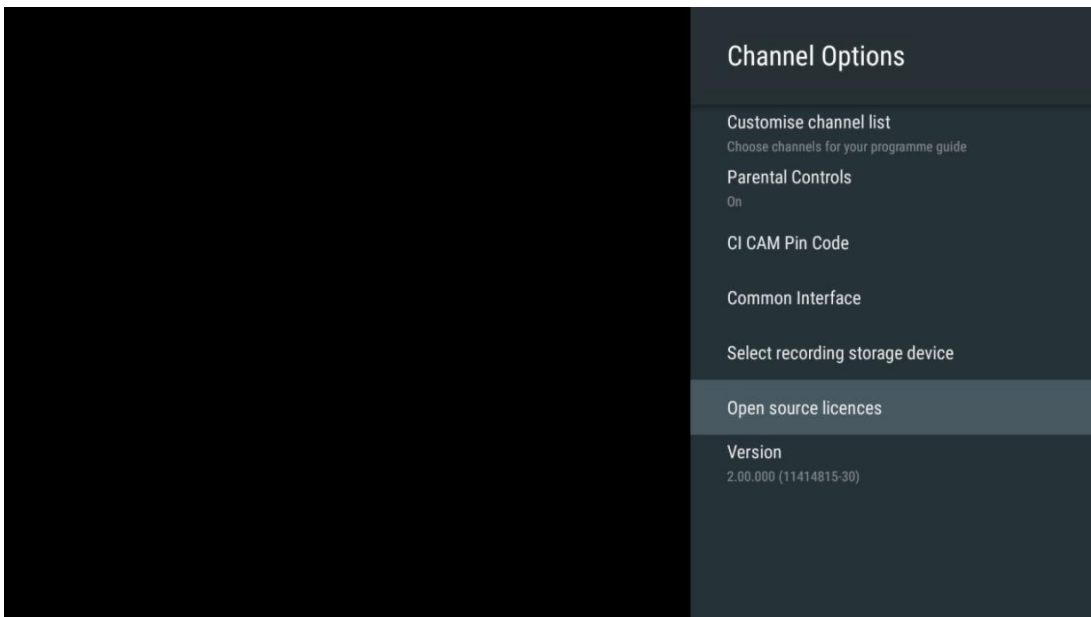 Channel Options
Customise channel list
Choose channels for your programme guide
Parental Controls
On
CI CAM Pin Code
Common Interface
Select recording storage device
Open source licences
Version
2.00.000 (11414815-30)